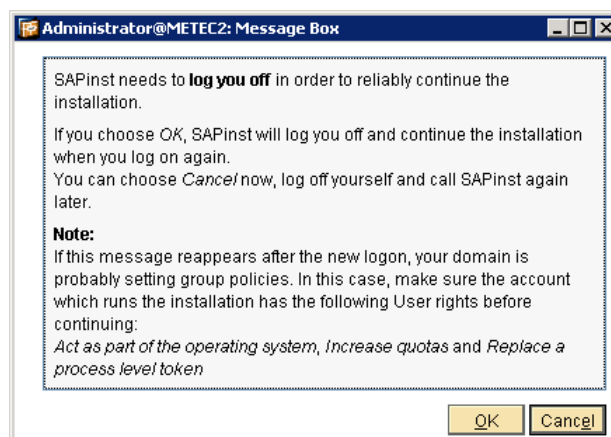 Administrator@METEC2: Message Box
SAPinst needs to log you off in order to reliably continue the
installation.
If you choose OK, SAPinst will log you off and continue the installation
when you log on again.
You can choose Cancel now, log off yourself and call SAPinst again
later.
Note:
If this message reappears after the new logon, your domain is
probably setting group policies. In this case, make sure the account
which runs the installation has the following User rights before
continuing:
Act as part of the operating system, Increase quotas and Replace a
process level token
OK Cancel